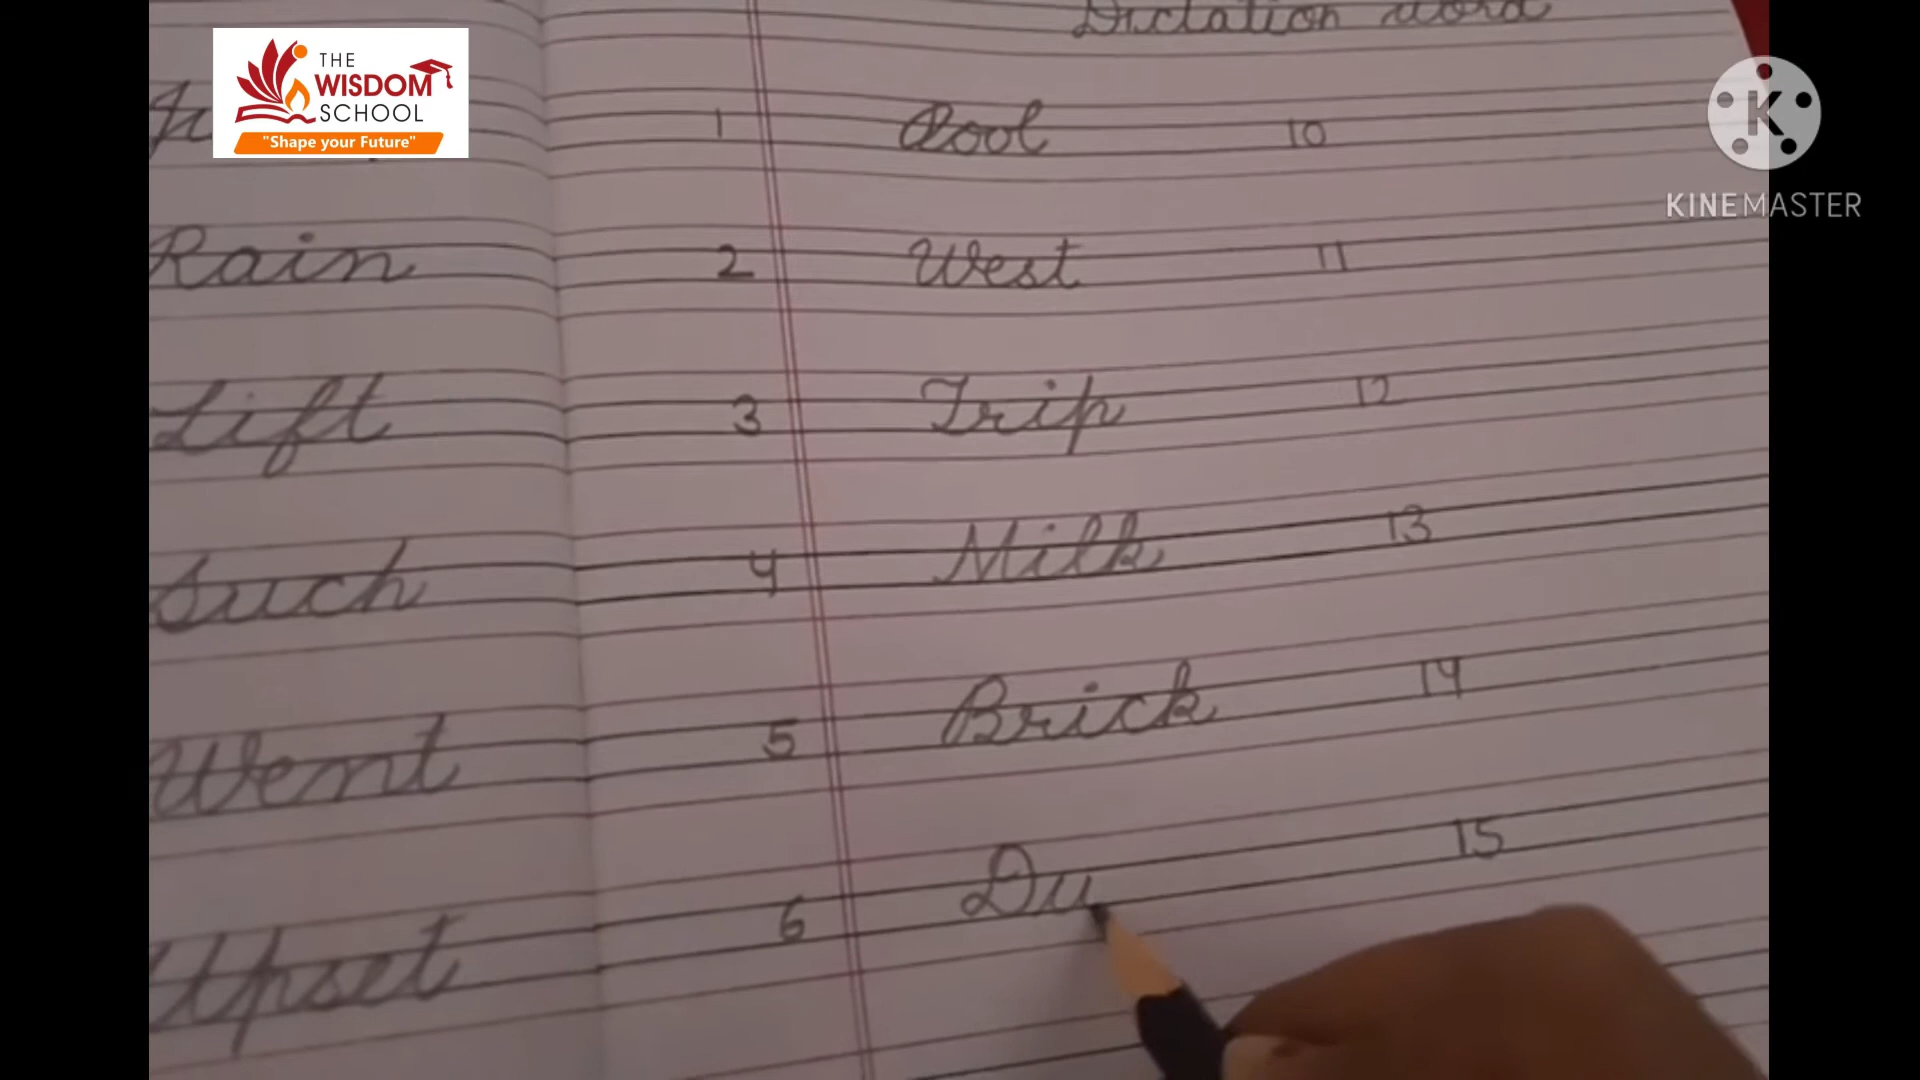 Dictation word
THE
WISDOM
SCHOOL
"Shape your Future"
K
KINEMASTER
1 Pool 10
Rain 2 West 11
Lift 3 Trip 12
Such 4 Milk 13
Went 5 Brick 14
Upset 6 Du 15